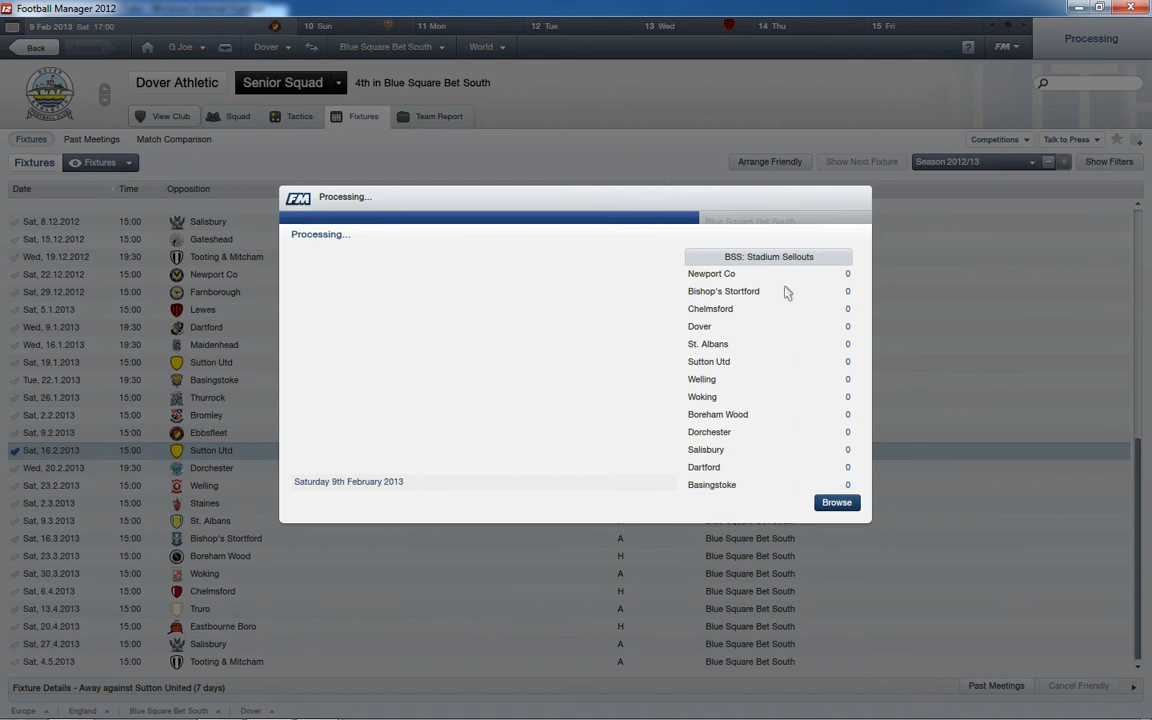 Football Manager 2012
9 Feb 2013 Sat 17:00 10 Sun 11 Mon 12 Tue 13 Wed 14 Thu 15 Fri
Processing
Back Forward G Joe Dover Blue Square Bet South World ? FM
Dover Athletic Senior Squad 4th in Blue Square Bet South
View Club Squad Tactics Fixtures Team Report
Fixtures Past Meetings Match Comparison Competitions Talk to Press
Fixtures Fixtures Arrange Friendly Show Next Fixture Season 2012/13 Show Filters
Date Time Opposition
FM Processing...
Blue Square Bet South
Processing...
BSS: Stadium Sellouts
Newport Co 0
Bishop's Stortford 0
Chelmsford 0
Dover 0
St. Albans 0
Sutton Utd 0
Welling 0
Woking 0
Boreham Wood 0
Dorchester 0
Salisbury 0
Dartford 0
Basingstoke 0
Saturday 9th February 2013
Browse
Sat, 8.12.2012 15:00 Salisbury
Sat, 15.12.2012 15:00 Gateshead
Wed, 19.12.2012 19:30 Tooting & Mitcham
Sat, 22.12.2012 15:00 Newport Co
Sat, 29.12.2012 15:00 Farnborough
Sat, 5.1.2013 15:00 Lewes
Wed, 9.1.2013 19:30 Dartford
Wed, 16.1.2013 19:30 Maidenhead
Sat, 19.1.2013 15:00 Sutton Utd
Tue, 22.1.2013 19:30 Basingstoke
Sat, 26.1.2013 15:00 Thurrock
Sat, 2.2.2013 15:00 Bromley
Sat, 9.2.2013 15:00 Ebbsfleet
Sat, 16.2.2013 15:00 Sutton Utd
Wed, 20.2.2013 19:30 Dorchester
Sat, 23.2.2013 15:00 Welling
Sat, 2.3.2013 15:00 Staines
Sat, 9.3.2013 15:00 St. Albans
Sat, 16.3.2013 15:00 Bishop's Stortford A Blue Square Bet South
Sat, 23.3.2013 15:00 Boreham Wood H Blue Square Bet South
Sat, 30.3.2013 15:00 Woking A Blue Square Bet South
Sat, 6.4.2013 15:00 Chelmsford H Blue Square Bet South
Sat, 13.4.2013 15:00 Truro A Blue Square Bet South
Sat, 20.4.2013 15:00 Eastbourne Boro H Blue Square Bet South
Sat, 27.4.2013 15:00 Salisbury A Blue Square Bet South
Sat, 4.5.2013 15:00 Tooting & Mitcham A Blue Square Bet South
Fixture Details - Away against Sutton United (7 days) Past Meetings Cancel Friendly
Europe England Blue Square Bet South Dover